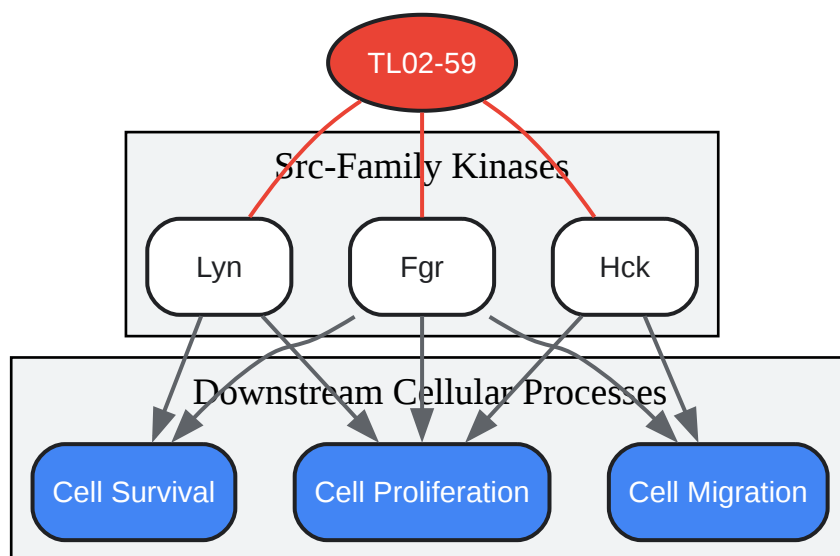 TL02-59
Src-Family Kinases
Lyn
Fgr
Hck
Downstream Cellular Processes
Cell Survival
Cell Proliferation
Cell Migration